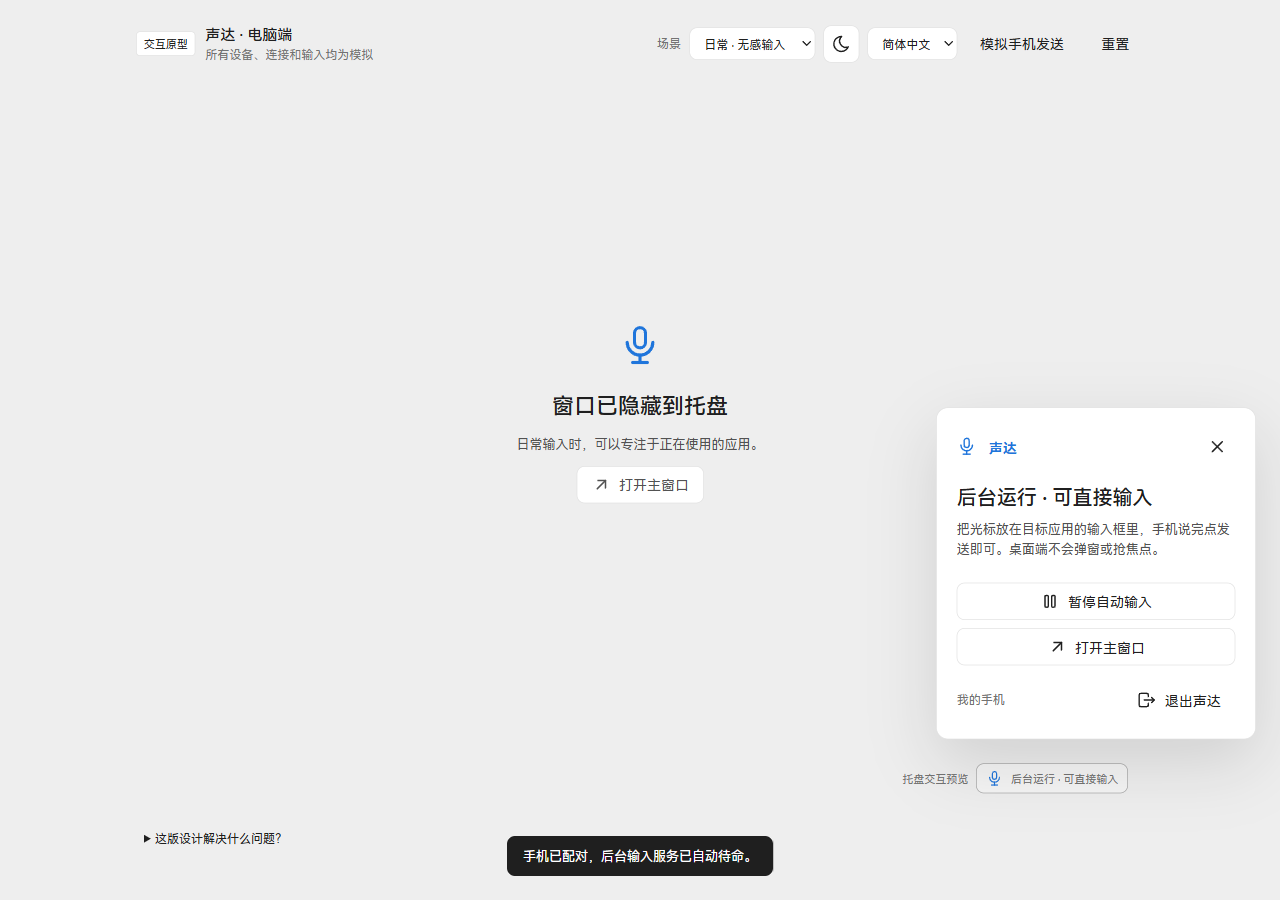 交互原型
声达 · 电脑端
所有设备、连接和输入均为模拟
场景
日常 · 无感输入
简体中文
模拟手机发送
重置
窗口已隐藏到托盘
日常输入时，可以专注于正在使用的应用。
打开主窗口
声达
后台运行 · 可直接输入
把光标放在目标应用的输入框里，手机说完点发
送即可。桌面端不会弹窗或抢焦点。
暂停自动输入
打开主窗口
我的手机
退出声达
托盘交互预览
后台运行 · 可直接输入
这版设计解决什么问题？
手机已配对，后台输入服务已自动待命。